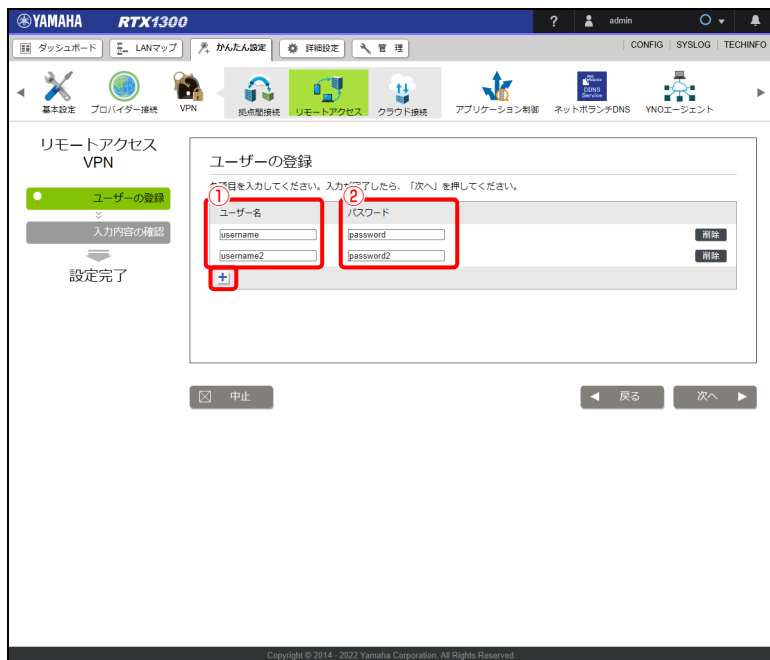 YAMAHA RTX1300 ? admin
ダッシュボード LANマップ かんたん設定 詳細設定 管 理 CONFIG SYSLOG TECHINFO
基本設定 プロバイダー接続 VPN 拠点間接続 リモートアクセス クラウド接続 アプリケーション制御 ネットボランチDNS YNOエージェント
DDNS
Service
リモートアクセス
VPN
ユーザーの登録
入力内容の確認
設定完了
ユーザーの登録
各項目を入力してください。入力が完了したら、「次へ」を押してください。
① ②
ユーザー名 パスワード
username password 削除
username2 password2 削除
+
中止 戻る 次へ
Copyright © 2014 - 2022 Yamaha Corporation. All Rights Reserved.